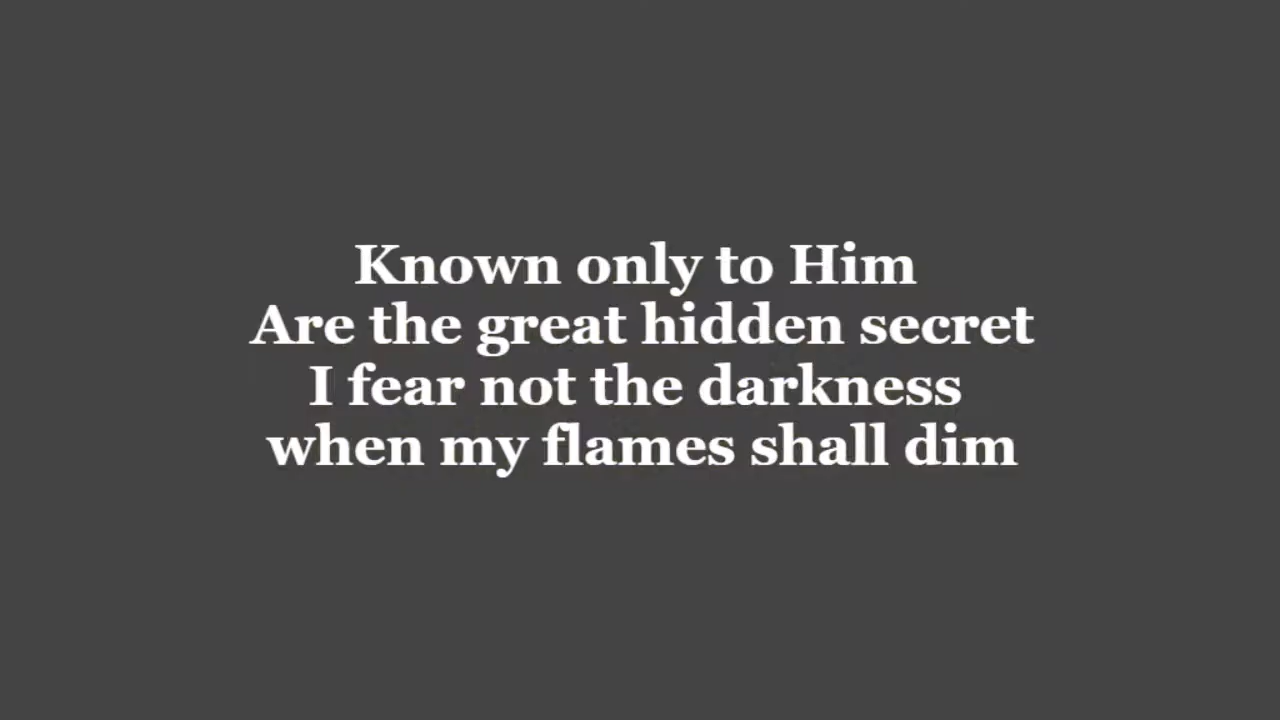 Known only to Him
Are the great hidden secret
I fear not the darkness
when my flames shall dim